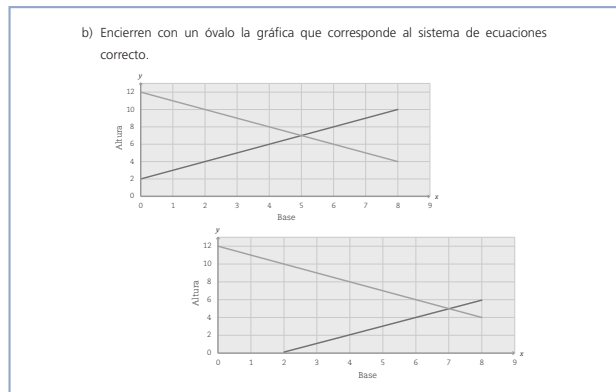 b) Encierren con un óvalo la gráfica que corresponde al sistema de ecuaciones
correcto.
y
12
10
8
6
4
2
0
Altura
0 1 2 3 4 5 6 7 8 9 x
Base
y
12
10
8
6
4
2
0
Altura
0 1 2 3 4 5 6 7 8 9 x
Base